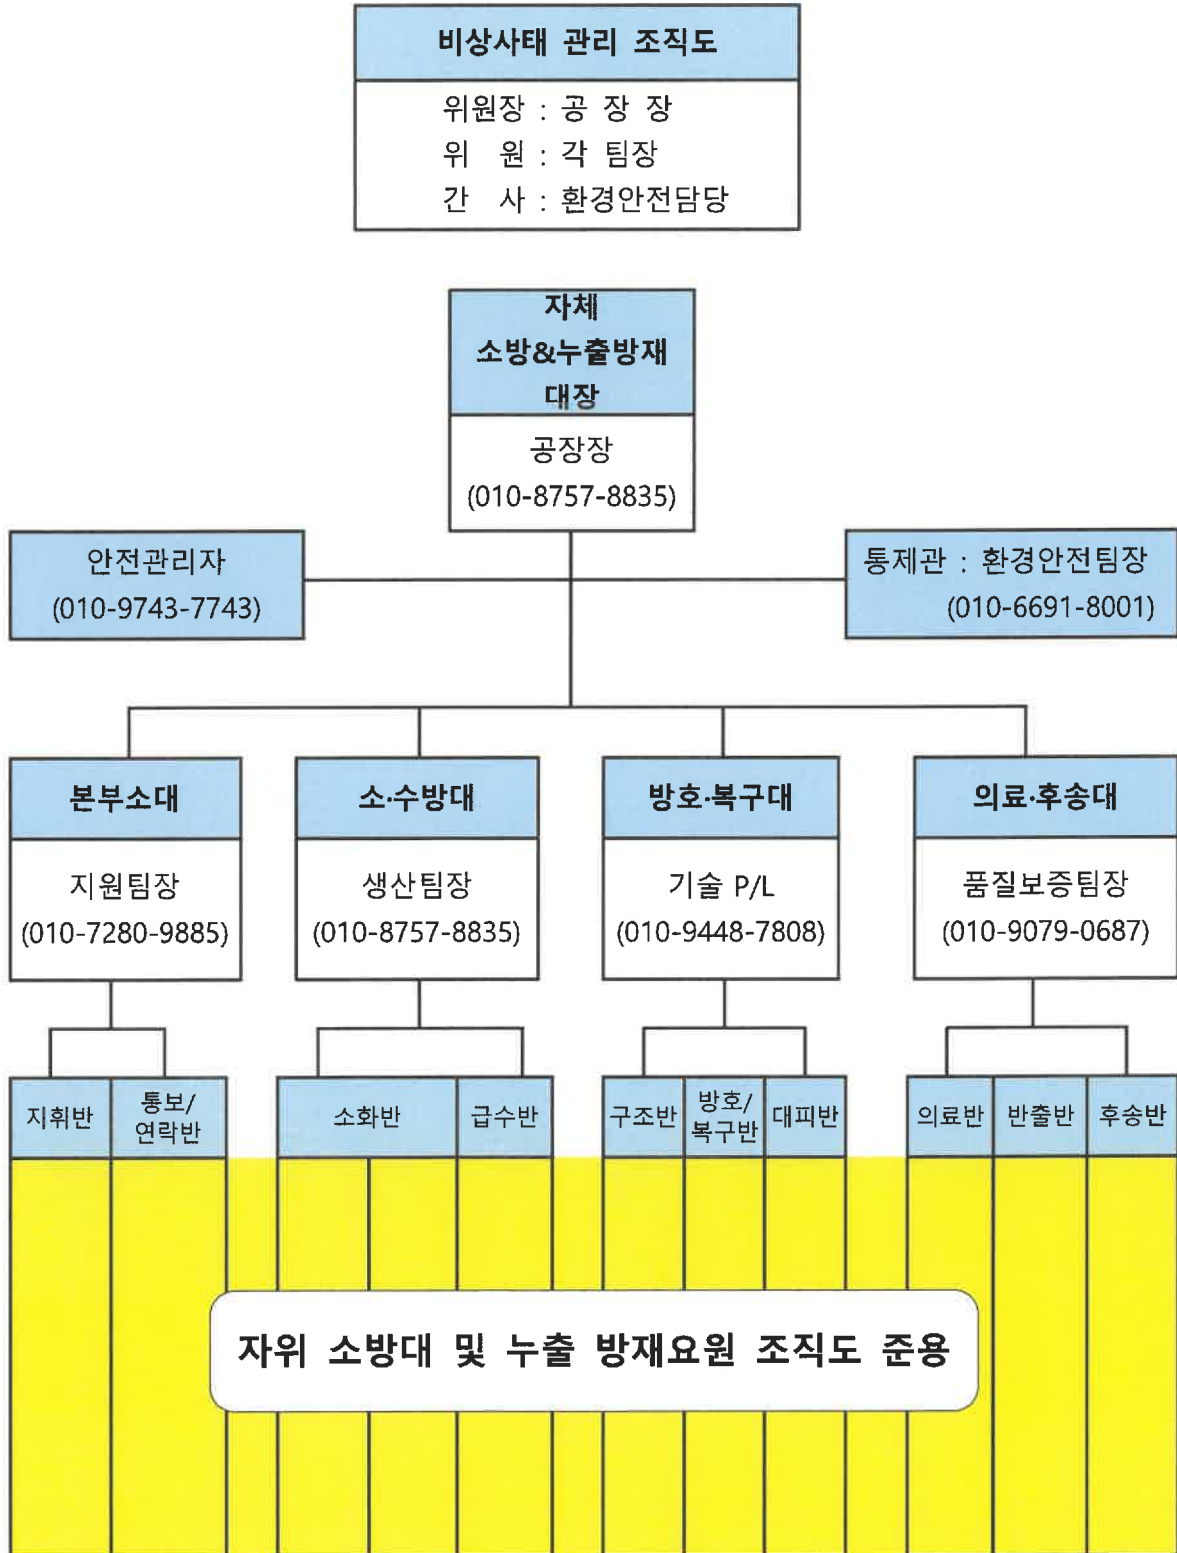 비상사태 관리 조직도
위원장 : 공 장 장
위 원 : 각 팀장
간 사 : 환경안전담당
자체
소방&누출방재
대장
공장장
(010-8757-8835)
안전관리자
(010-9743-7743)
통제관 : 환경안전팀장
(010-6691-8001)
본부소대
지원팀장
(010-7280-9885)
소·수방대
생산팀장
(010-8757-8835)
방호·복구대
기술 P/L
(010-9448-7808)
의료·후송대
품질보증팀장
(010-9079-0687)
지휘반
통보/
연락반
소화반
급수반
구조반
방호/
복구반
대피반
의료반
반출반
후송반
자위 소방대 및 누출 방재요원 조직도 준용